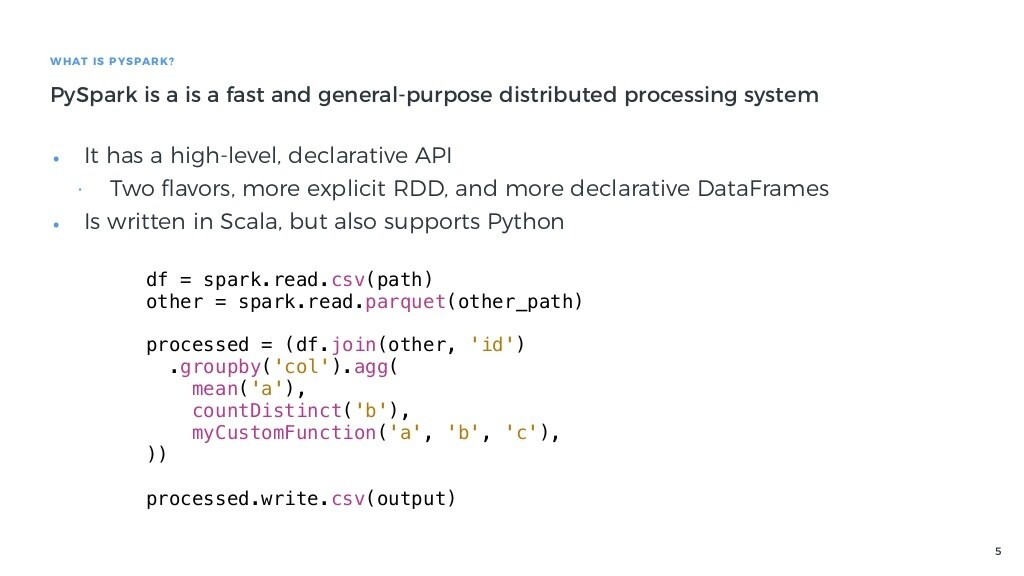 WHAT IS PYSPARK?
PySpark is a is a fast and general-purpose distributed processing system
• It has a high-level, declarative API
• Two flavors, more explicit RDD, and more declarative DataFrames
• Is written in Scala, but also supports Python
df = spark.read.csv(path)
other = spark.read.parquet(other_path)
processed = (df.join(other, 'id')
.groupby('col').agg(
mean('a'),
countDistinct('b'),
myCustomFunction('a', 'b', 'c'),
))
processed.write.csv(output)
5